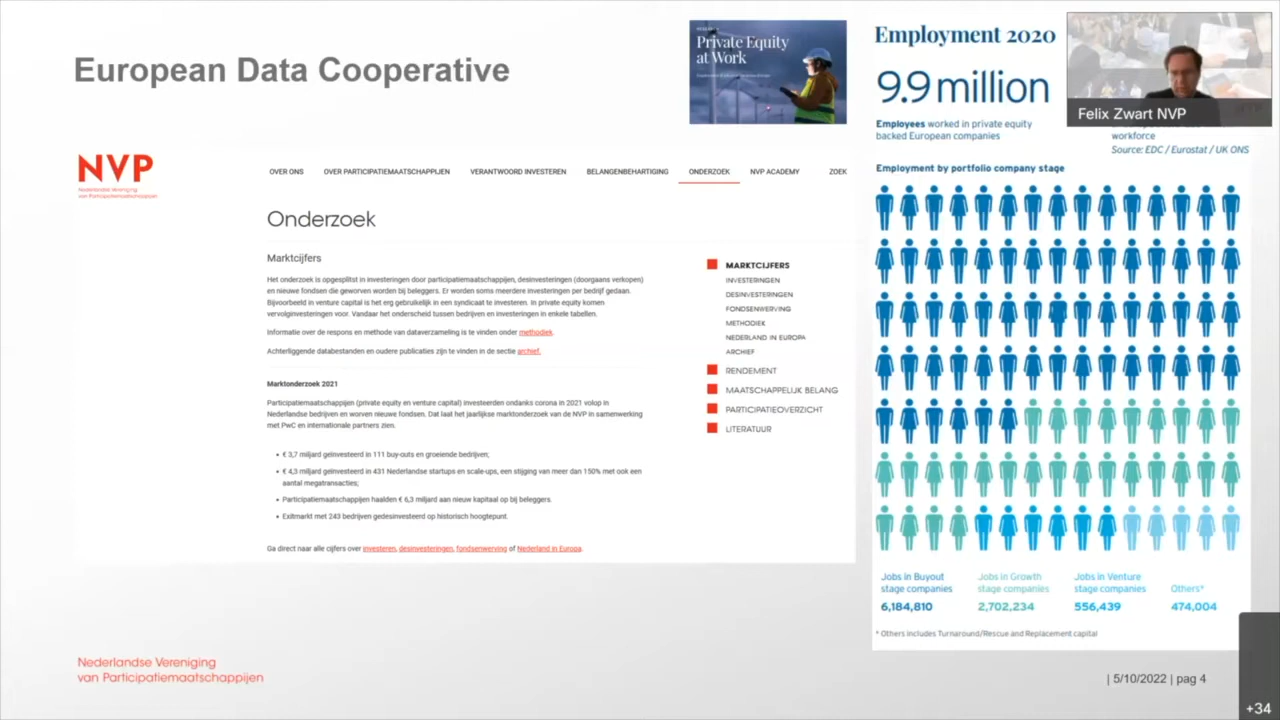 European Data Cooperative
Private Equity
at Work
Employment 2020
9.9 million
Employees worked in private equity
backed European companies
Felix Zwart NVP
workforce
Source: EDC / Eurostat / UK ONS
Employment by portfolio company stage
NVP
Nederlandse Vereniging
van Participatiemaatschappijen
OVER ONS
OVER PARTICIPATIEMAATSCHAPPIJEN
VERANTWOORD INVESTEREN
BELANGENBEHARTIGING
ONDERZOEK
NVP ACADEMY
ZOEK
Onderzoek
Marktcijfers
Het onderzoek is opgesplitst in investeringen door participatiemaatschappijen, desinvesteringen (doorgaans verkopen)
en nieuwe fondsen die geworven worden bij beleggers. Er worden soms meerdere investeringen per bedrijf gedaan.
Bijvoorbeeld in venture capital is het erg gebruikelijk in een syndicaat te investeren. In private equity komen
vervolginvesteringen voor. Vandaar het onderscheid tussen bedrijven en investeringen in enkele tabellen.
Informatie over de respons en methode van dataverzameling is te vinden onder methodiek.
Achterliggende databestanden en oudere publicaties zijn te vinden in de sectie archief.
Marktonderzoek 2021
Participatiemaatschappijen (private equity en venture capital) investeerden ondanks corona in 2021 volop in
Nederlandse bedrijven en worven nieuwe fondsen. Dat laat het jaarlijkse marktonderzoek van de NVP in samenwerking
met PwC en internationale partners zien.
• € 3,7 miljard geïnvesteerd in 111 buy-outs en groeiende bedrijven;
• € 4,3 miljard geïnvesteerd in 431 Nederlandse startups en scale-ups, een stijging van meer dan 150% met ook een
aantal megatransacties;
• Participatiemaatschappijen haalden € 6,3 miljard aan nieuw kapitaal op bij beleggers.
• Exitmarkt met 243 bedrijven gedesinvesteerd op historisch hoogtepunt.
Ga direct naar alle cijfers over investeren, desinvesteringen, fondsenwerving of Nederland in Europa.
MARKTCIJFERS
INVESTERINGEN
DESINVESTERINGEN
FONDSENWERVING
METHODIEK
NEDERLAND IN EUROPA
ARCHIEF
RENDEMENT
MAATSCHAPPELIJK BELANG
PARTICIPATIEOVERZICHT
LITERATUUR
Jobs in Buyout
stage companies
6,184,810
Jobs in Growth
stage companies
2,702,234
Jobs in Venture
stage companies
556,439
Others*
474,004
* Others includes Turnaround/Rescue and Replacement capital
Nederlandse Vereniging
van Participatiemaatschappijen
| 5/10/2022 | pag 4
+34